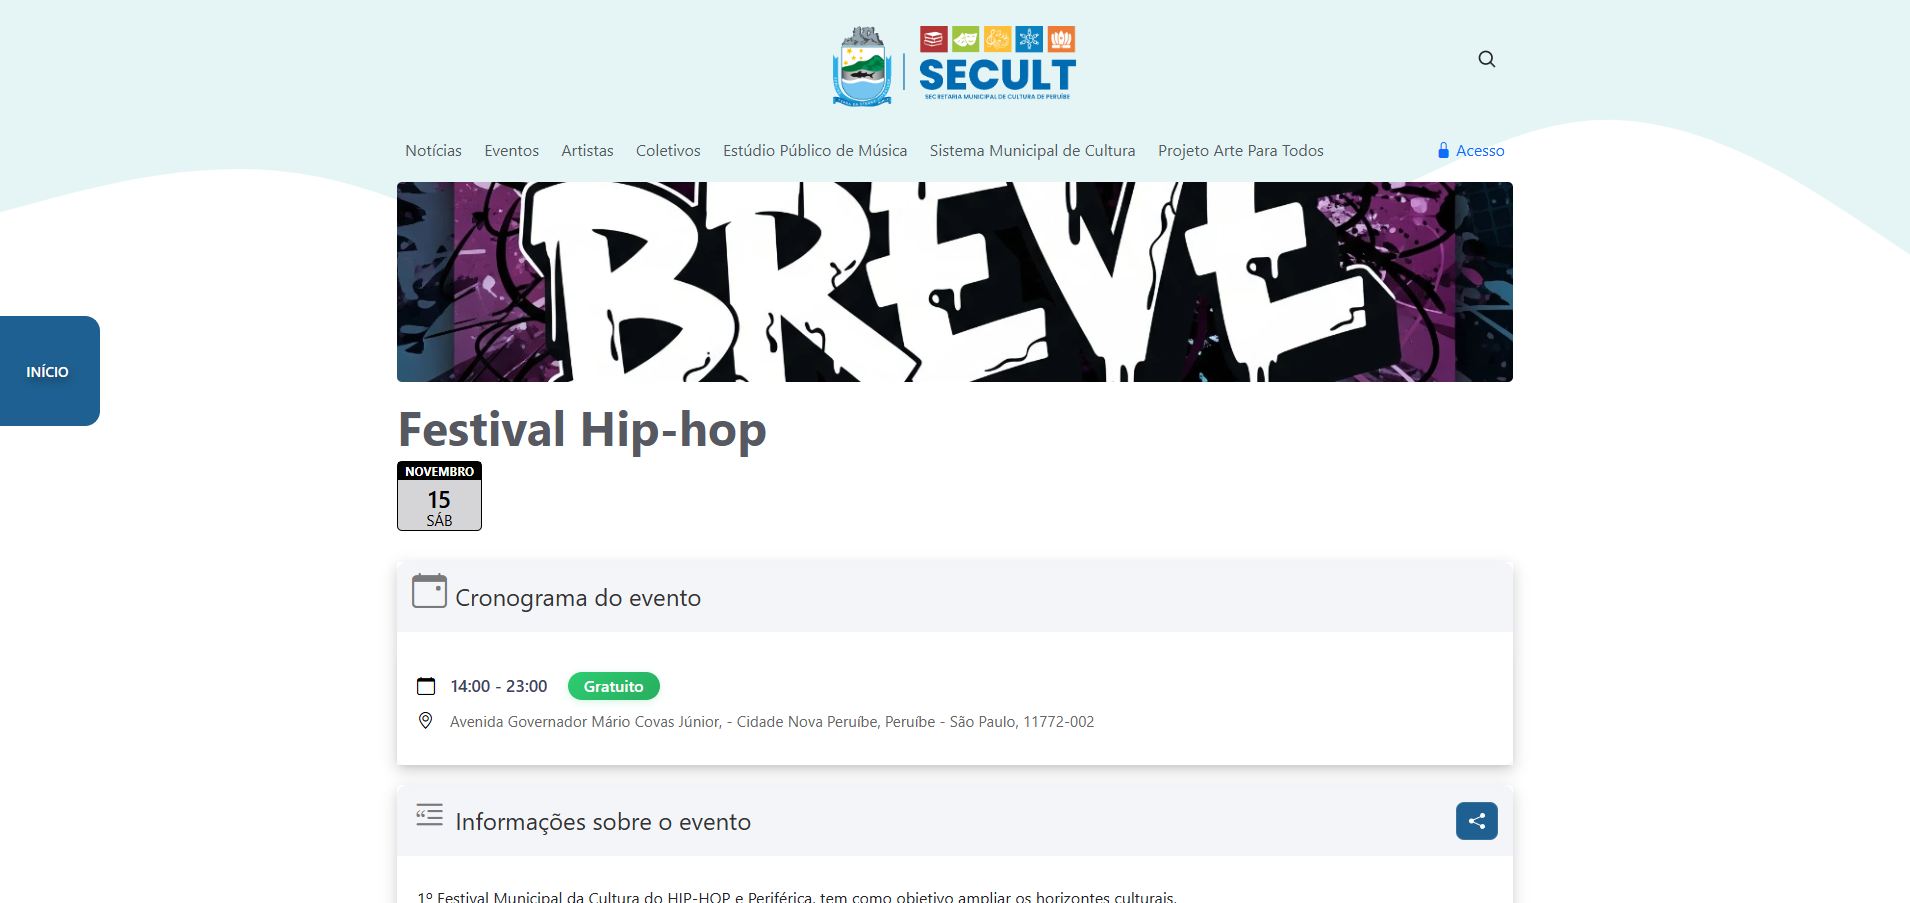 SECULT
SECRETARIA MUNICIPAL DE CULTURA DE PERUÍBE
Notícias Eventos Artistas Coletivos Estúdio Público de Música Sistema Municipal de Cultura Projeto Arte Para Todos Acesso
BREVE
INÍCIO
Festival Hip-hop
NOVEMBRO
15
SÁB
Cronograma do evento
14:00 - 23:00 Gratuito
Avenida Governador Mário Covas Júnior, - Cidade Nova Peruíbe, Peruíbe - São Paulo, 11772-002
Informações sobre o evento
1º Festival Municipal da Cultura do HIP-HOP e Periférica, tem como objetivo ampliar os horizontes culturais,